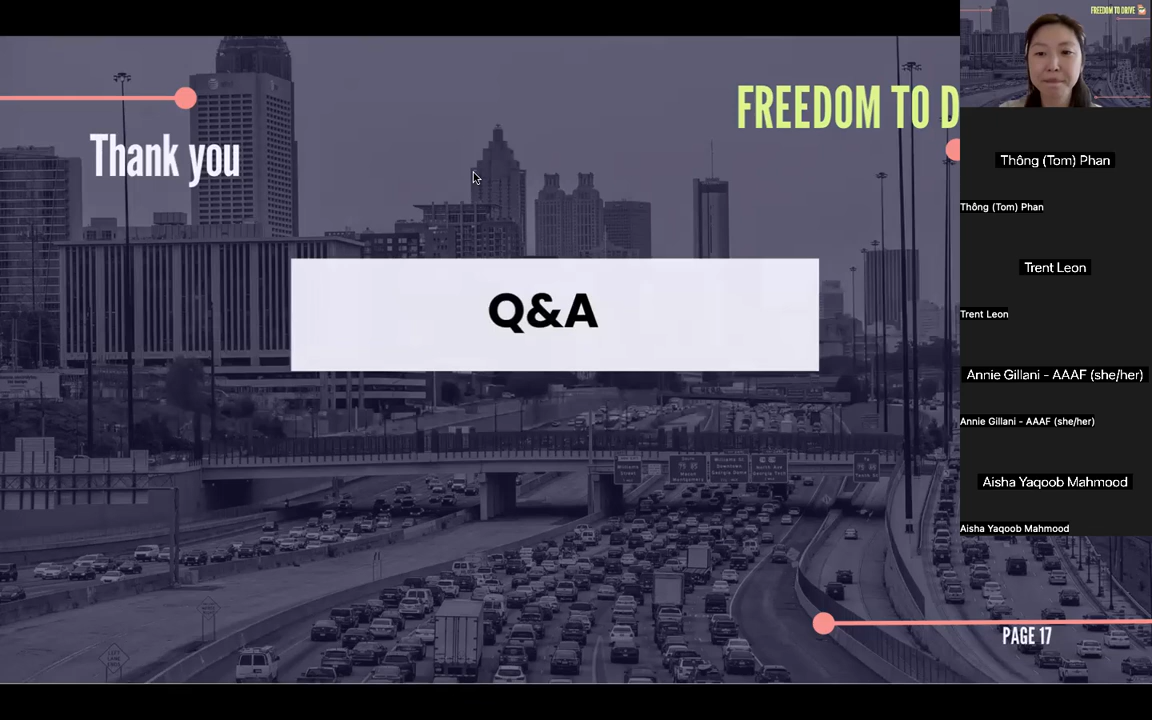 FREEDOM TO DRIVE
FREEDOM TO D
Thank you
Thông (Tom) Phan
Thông (Tom) Phan
Q&A
Trent Leon
Trent Leon
Annie Gillani - AAAF (she/her)
Annie Gillani - AAAF (she/her)
Aisha Yaqoob Mahmood
Aisha Yaqoob Mahmood
PAGE 17